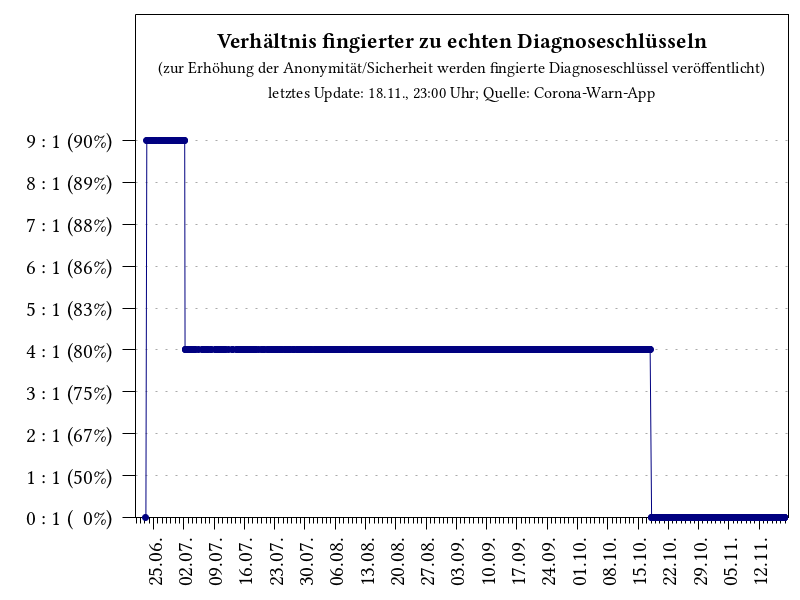 Verhältnis fingierter zu echten Diagnoseschlüsseln
(zur Erhöhung der Anonymität/Sicherheit werden fingierte Diagnoseschlüssel veröffentlicht)
letztes Update: 18.11., 23:00 Uhr; Quelle: Corona-Warn-App
9 : 1 (90%)
8 : 1 (89%)
7 : 1 (88%)
6 : 1 (86%)
5 : 1 (83%)
4 : 1 (80%)
3 : 1 (75%)
2 : 1 (67%)
1 : 1 (50%)
0 : 1 ( 0%)
25.06.
02.07.
09.07.
16.07.
23.07.
30.07.
06.08.
13.08.
20.08.
27.08.
03.09.
10.09.
17.09.
24.09.
01.10.
08.10.
15.10.
22.10.
29.10.
05.11.
12.11.